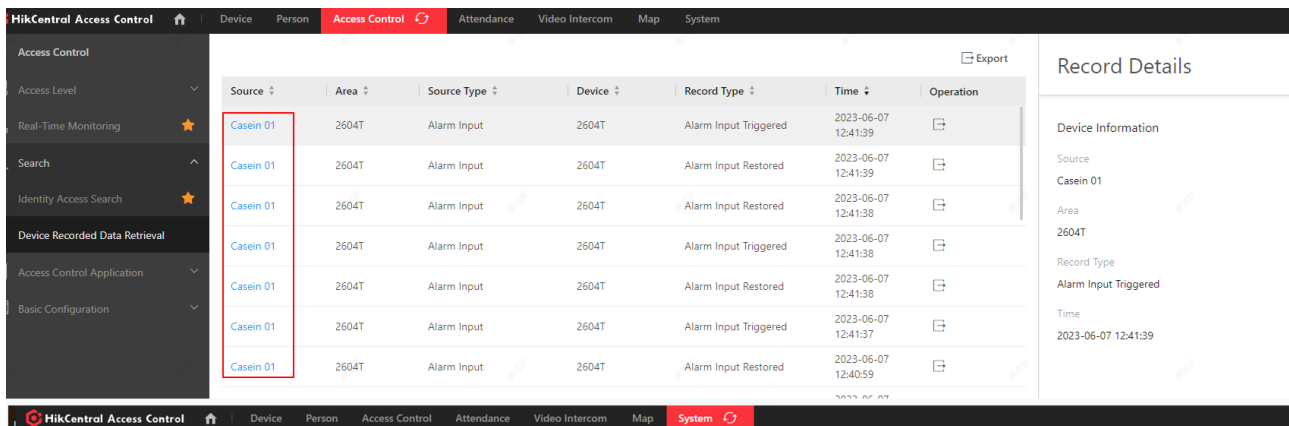 HikCentral Access Control Device Person Access Control Attendance Video Intercom Map System
Access Control
Access Level
Real-Time Monitoring
Search
Identity Access Search
Device Recorded Data Retrieval
Access Control Application
Basic Configuration
Export
Source Area Source Type Device Record Type Time Operation
Casein 01 2604T Alarm Input 2604T Alarm Input Triggered 2023-06-07
12:41:39
Casein 01 2604T Alarm Input 2604T Alarm Input Restored 2023-06-07
12:41:39
Casein 01 2604T Alarm Input 2604T Alarm Input Restored 2023-06-07
12:41:38
Casein 01 2604T Alarm Input 2604T Alarm Input Triggered 2023-06-07
12:41:38
Casein 01 2604T Alarm Input 2604T Alarm Input Restored 2023-06-07
12:41:38
Casein 01 2604T Alarm Input 2604T Alarm Input Triggered 2023-06-07
12:41:37
Casein 01 2604T Alarm Input 2604T Alarm Input Restored 2023-06-07
12:40:59
Record Details
Device Information
Source
Casein 01
Area
2604T
Record Type
Alarm Input Triggered
Time
2023-06-07 12:41:39
HikCentral Access Control Device Person Access Control Attendance Video Intercom Map System